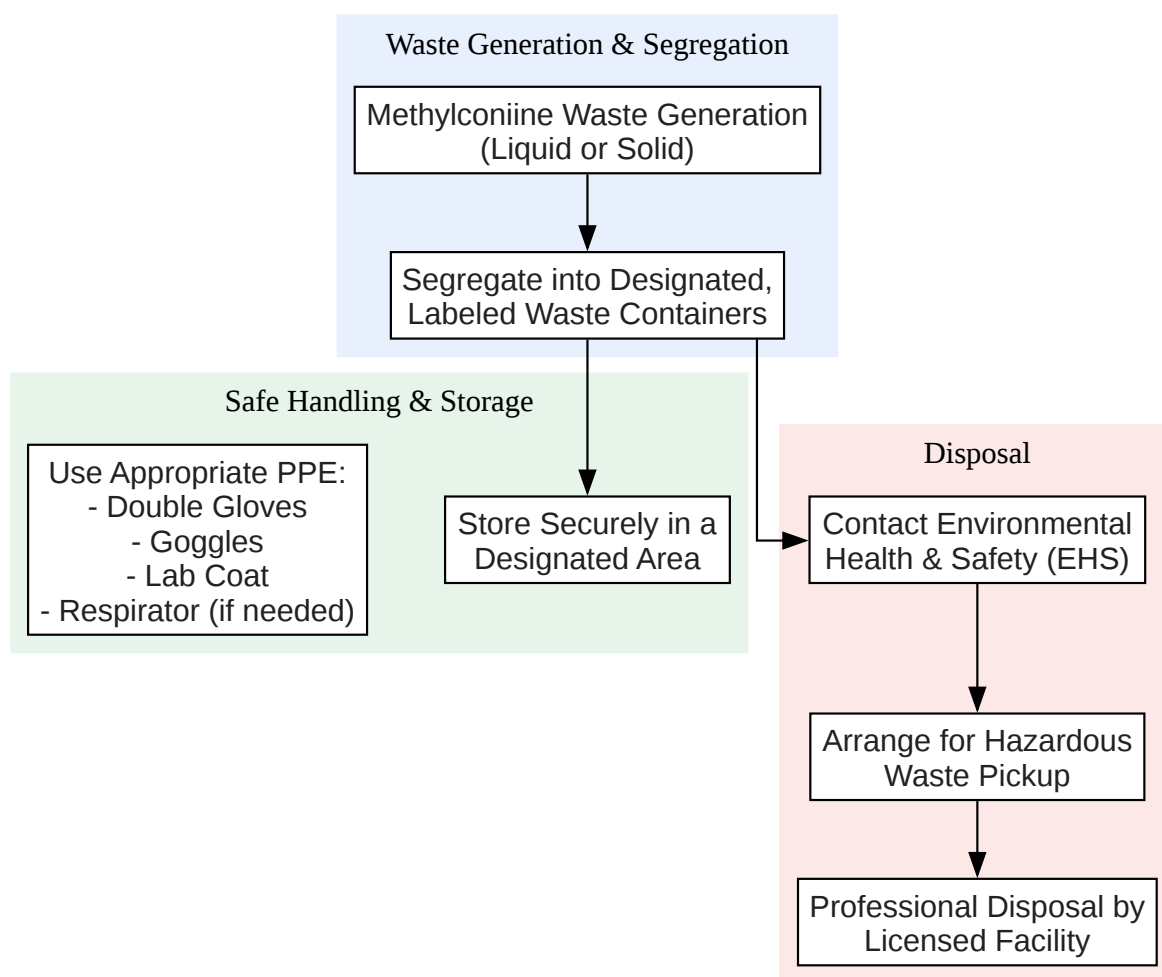 Waste Generation & Segregation
Methylconiine Waste Generation
(Liquid or Solid)
Segregate into Designated,
Labeled Waste Containers
Safe Handling & Storage
Use Appropriate PPE:
- Double Gloves
- Goggles
- Lab Coat
- Respirator (if needed)
Store Securely in a
Designated Area
Disposal
Contact Environmental
Health & Safety (EHS)
Arrange for Hazardous
Waste Pickup
Professional Disposal by
Licensed Facility